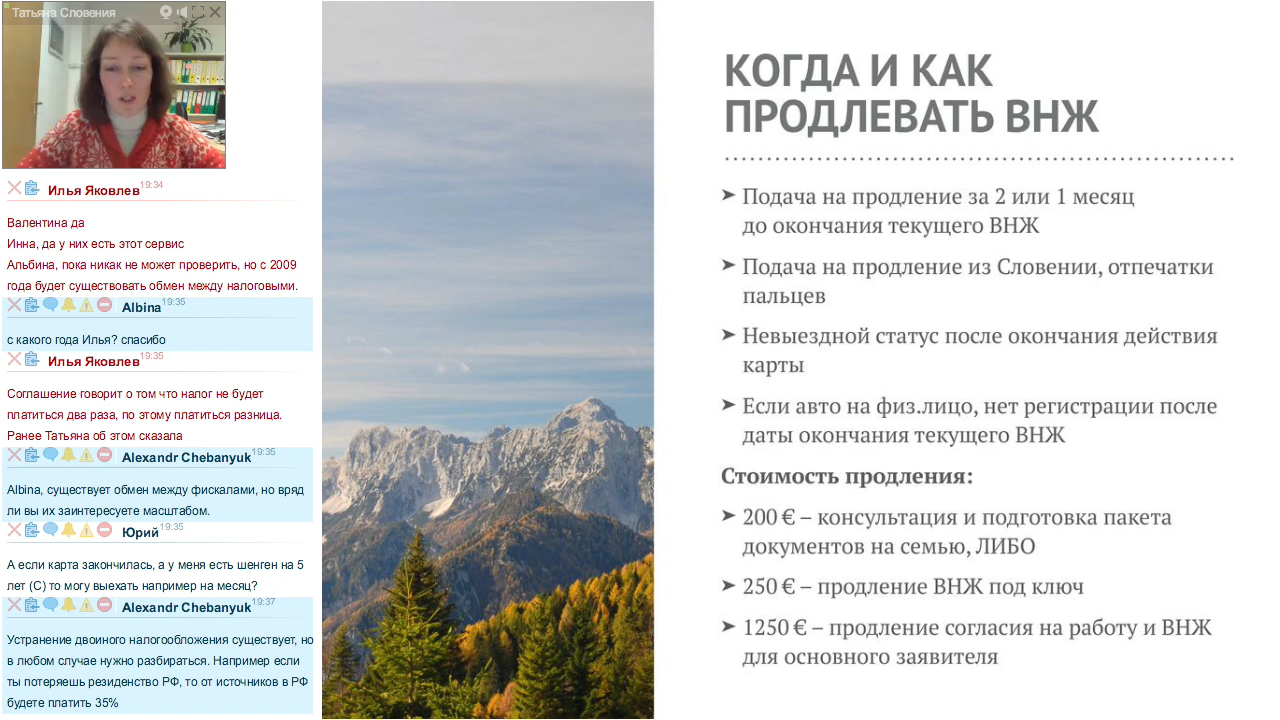 Татьяна Словения
Илья Яковлев 19:34
Валентина да
Инна, да у них есть этот сервис
Альбина, пока никак не может проверить, но с 2009
года будет существовать обмен между налоговыми.
Albina 19:35
с какого года Илья? спасибо
Илья Яковлев 19:35
Соглашение говорит о том что налог не будет
платиться два раза, по этому платиться разница.
Ранее Татьяна об этом сказала
Alexandr Chebanyuk 19:35
Albina, существует обмен между фискалами, но вряд
ли вы их заинтересуете масштабом.
Юрий 19:35
А если карта закончилась, а у меня есть шенген на 5
лет (С) то могу выехать например на месяц?
Alexandr Chebanyuk 19:37
Устранение двоиного налогообложения существует, но
в любом случае нужно разбираться. Например если
ты потеряешь резиденство РФ, то от источников в РФ
будете платить 35%
КОГДА И КАК
ПРОДЛЕВАТЬ ВНЖ
➤ Подача на продление за 2 или 1 месяц
до окончания текущего ВНЖ
➤ Подача на продление из Словении, отпечатки
пальцев
➤ Невыездной статус после окончания действия
карты
➤ Если авто на физ.лицо, нет регистрации после
даты окончания текущего ВНЖ
Стоимость продления:
➤ 200 € – консультация и подготовка пакета
документов на семью, ЛИБО
➤ 250 € – продление ВНЖ под ключ
➤ 1250 € – продление согласия на работу и ВНЖ
для основного заявителя